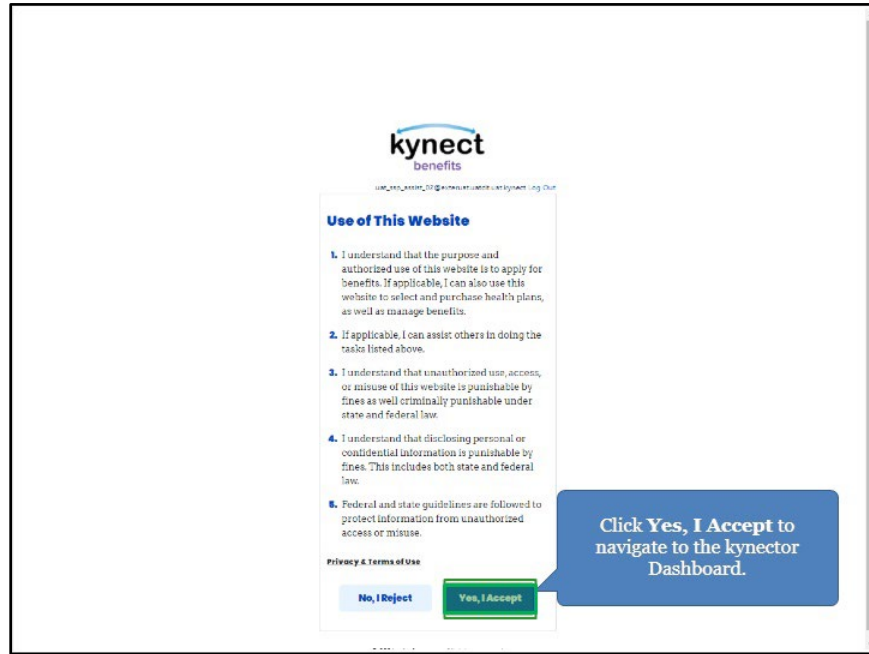 kynect
benefits
Log Out
Use of This Website
1. I understand that the purpose and
authorized use of this website is to apply for
benefits. If applicable, I can also use this
website to select and purchase health plans,
as well as manage benefits.
2. If applicable, I can assist others in doing the
tasks listed above.
3. I understand that unauthorized use, access,
or misuse of this website is punishable by
fines as well criminally punishable under
state and federal law.
4. I understand that disclosing personal or
confidential information is punishable by
fines. This includes both state and federal
law.
5. Federal and state guidelines are followed to
protect information from unauthorized
access or misuse.
Privacy & Terms of Use
No, I Reject
Yes, I Accept
Click Yes, I Accept to
navigate to the kynector
Dashboard.